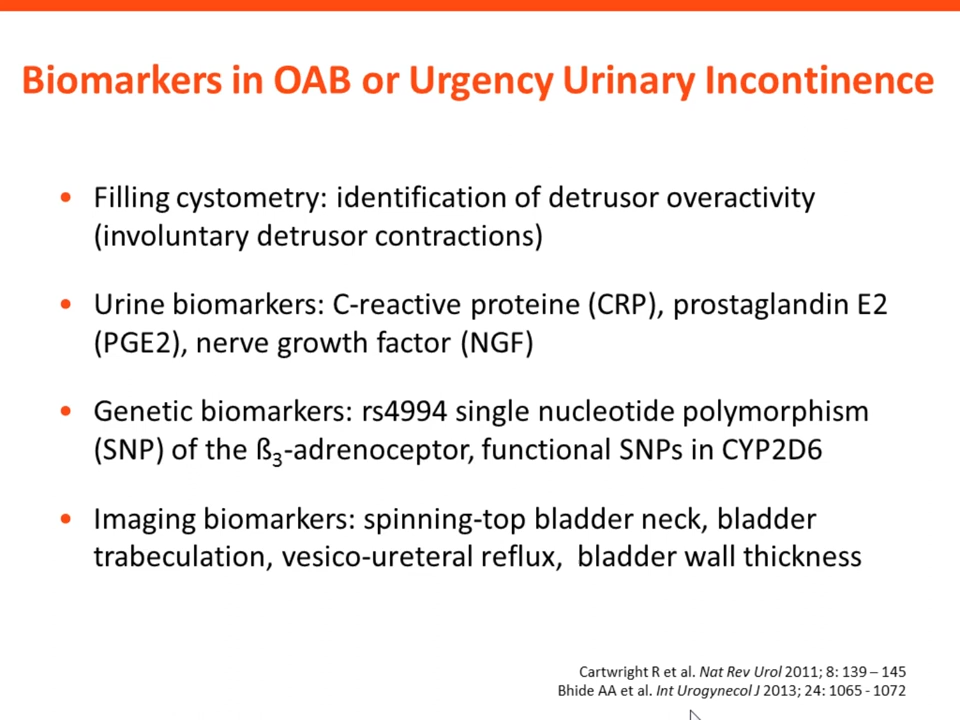 Biomarkers in OAB or Urgency Urinary Incontinence
• Filling cystometry: identification of detrusor overactivity
(involuntary detrusor contractions)
• Urine biomarkers: C-reactive proteine (CRP), prostaglandin E2
(PGE2), nerve growth factor (NGF)
• Genetic biomarkers: rs4994 single nucleotide polymorphism
(SNP) of the ß₃-adrenoceptor, functional SNPs in CYP2D6
• Imaging biomarkers: spinning-top bladder neck, bladder
trabeculation, vesico-ureteral reflux, bladder wall thickness
Cartwright R et al. Nat Rev Urol 2011; 8: 139 – 145
Bhide AA et al. Int Urogynecol J 2013; 24: 1065 - 1072